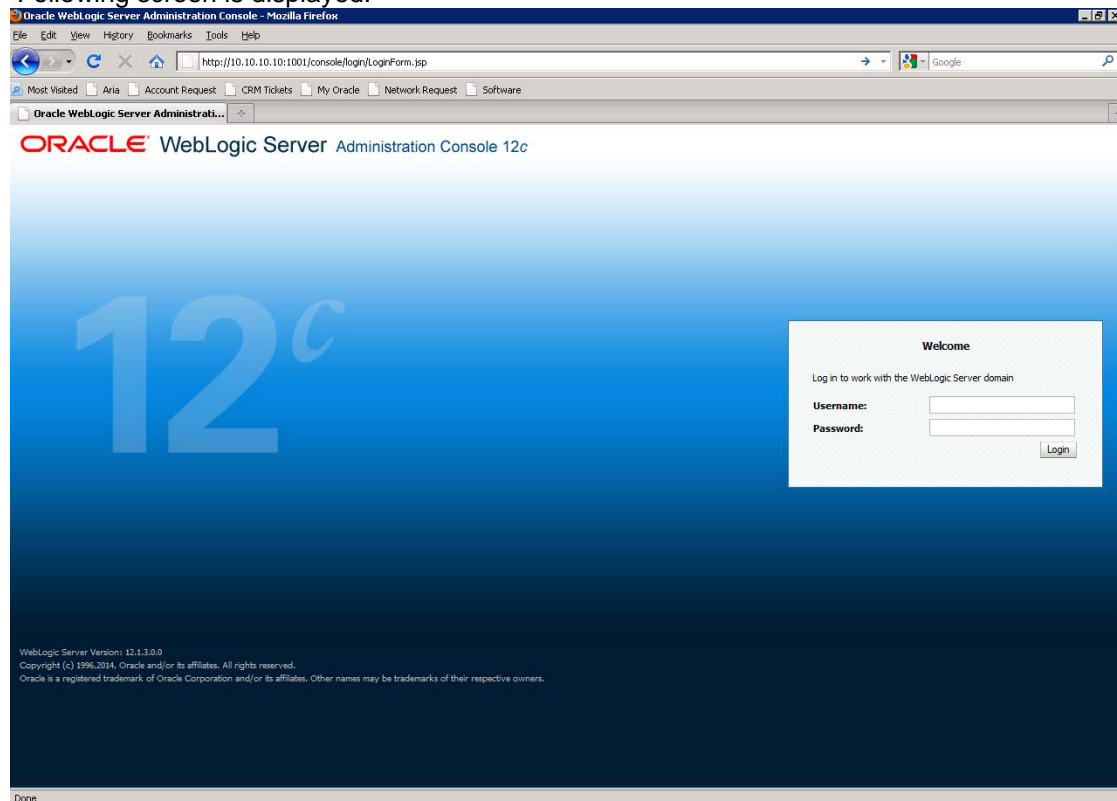 Following screen is displayed:
Oracle WebLogic Server Administration Console - Mozilla Firefox
File Edit View History Bookmarks Tools Help
http://10.10.10.10:1001/console/login/LoginForm.jsp
Google
Most Visited Aria Account Request CRM Tickets My Oracle Network Request Software
Oracle WebLogic Server Administrati...
ORACLE WebLogic Server Administration Console 12c
12c
Welcome
Log in to work with the WebLogic Server domain
Username:
Password:
Login
WebLogic Server Version: 12.1.3.0.0
Copyright (c) 1996,2014, Oracle and/or its affiliates. All rights reserved.
Oracle is a registered trademark of Oracle Corporation and/or its affiliates. Other names may be trademarks of their respective owners.
Done